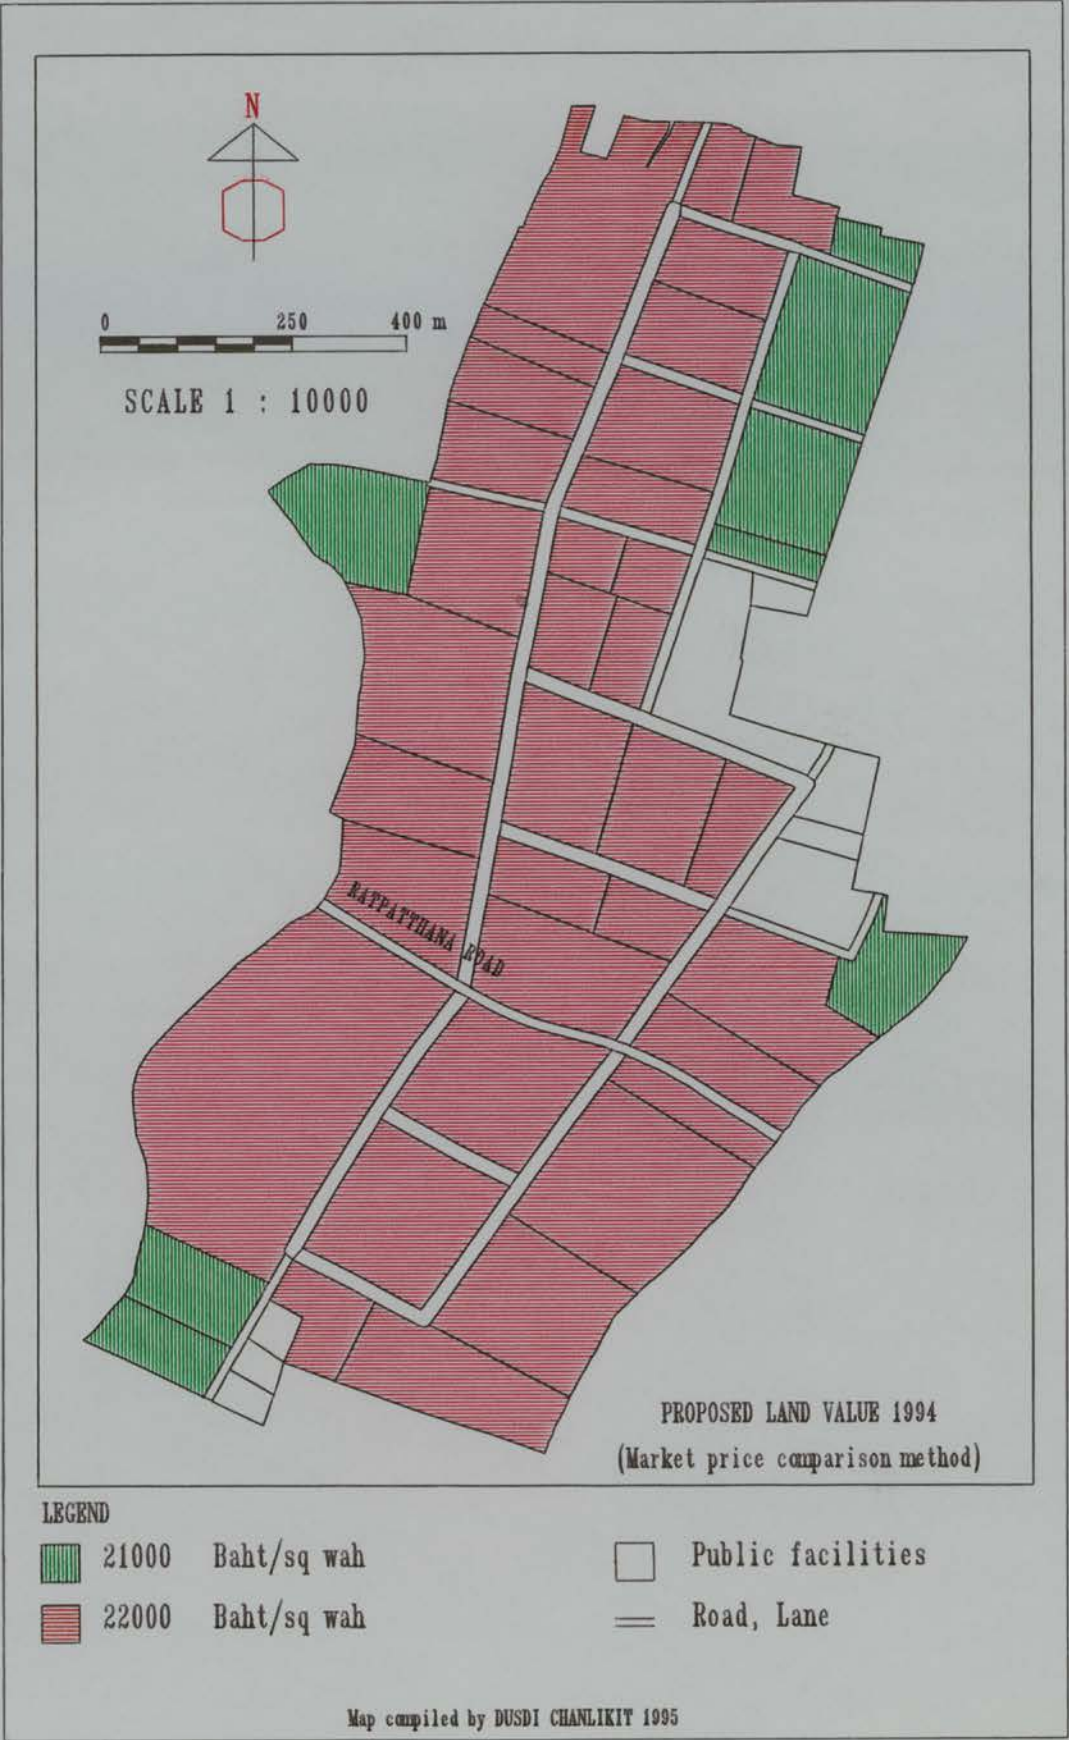 N
0 250 400 m
SCALE 1 : 10000
RATPATTHANA ROAD
PROPOSED LAND VALUE 1994
(Market price comparison method)
LEGEND
21000 Baht/sq wah
Public facilities
22000 Baht/sq wah
Road, Lane
Map compiled by DUSDI CHANLIKIT 1995